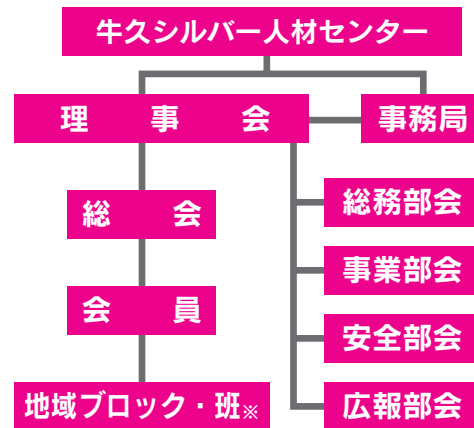 牛久シルバー人材センター
理事会
事務局
総会
総務部会
事業部会
会員
安全部会
地域ブロック・班※
広報部会